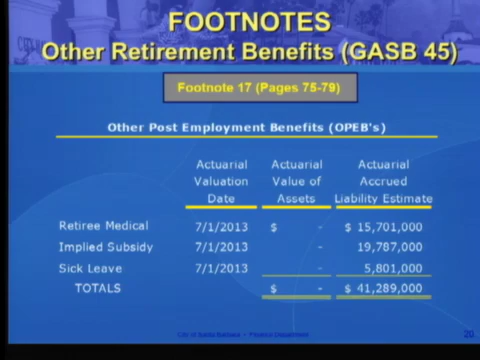 FOOTNOTES
Other Retirement Benefits (GASB 45)
Footnote 17 (Pages 75-79)
Other Post Employment Benefits (OPEB's)
Actuarial Actuarial Actuarial
Valuation Value of Accrued
Date Assets Liability Estimate
Retiree Medical 7/1/2013 $ - $ 15,701,000
Implied Subsidy 7/1/2013 - 19,787,000
Sick Leave 7/1/2013 - 5,801,000
TOTALS $ - $ 41,289,000
City of Santa Barbara - Finance Department
20